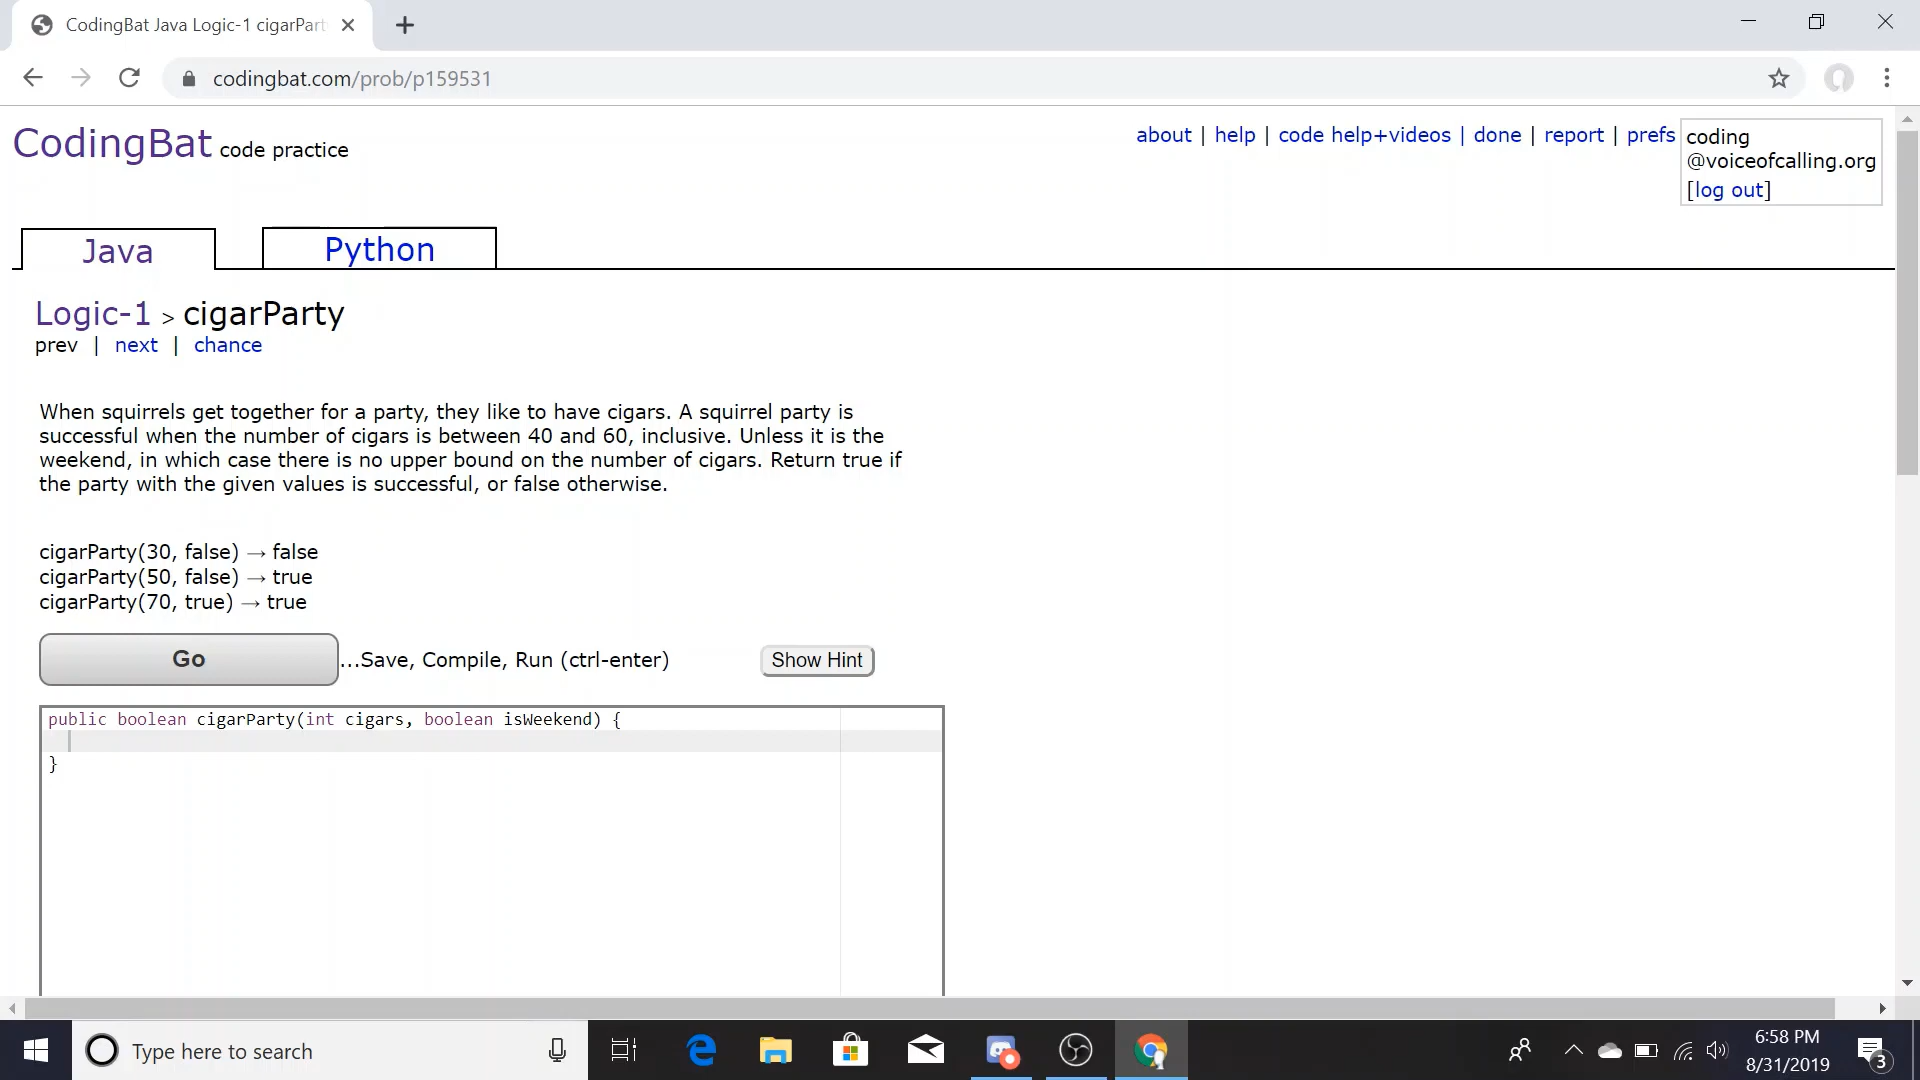 CodingBat Java Logic-1 cigarPart
codingbat.com/prob/p159531
CodingBat code practice
about | help | code help+videos | done | report | prefs
coding
@voiceofcalling.org
[log out]
Java
Python
Logic-1 > cigarParty
prev | next | chance
When squirrels get together for a party, they like to have cigars. A squirrel party is
successful when the number of cigars is between 40 and 60, inclusive. Unless it is the
weekend, in which case there is no upper bound on the number of cigars. Return true if
the party with the given values is successful, or false otherwise.
cigarParty(30, false) → false
cigarParty(50, false) → true
cigarParty(70, true) → true
Go ...Save, Compile, Run (ctrl-enter) Show Hint
public boolean cigarParty(int cigars, boolean isWeekend) {
}
Type here to search
6:58 PM
8/31/2019
3